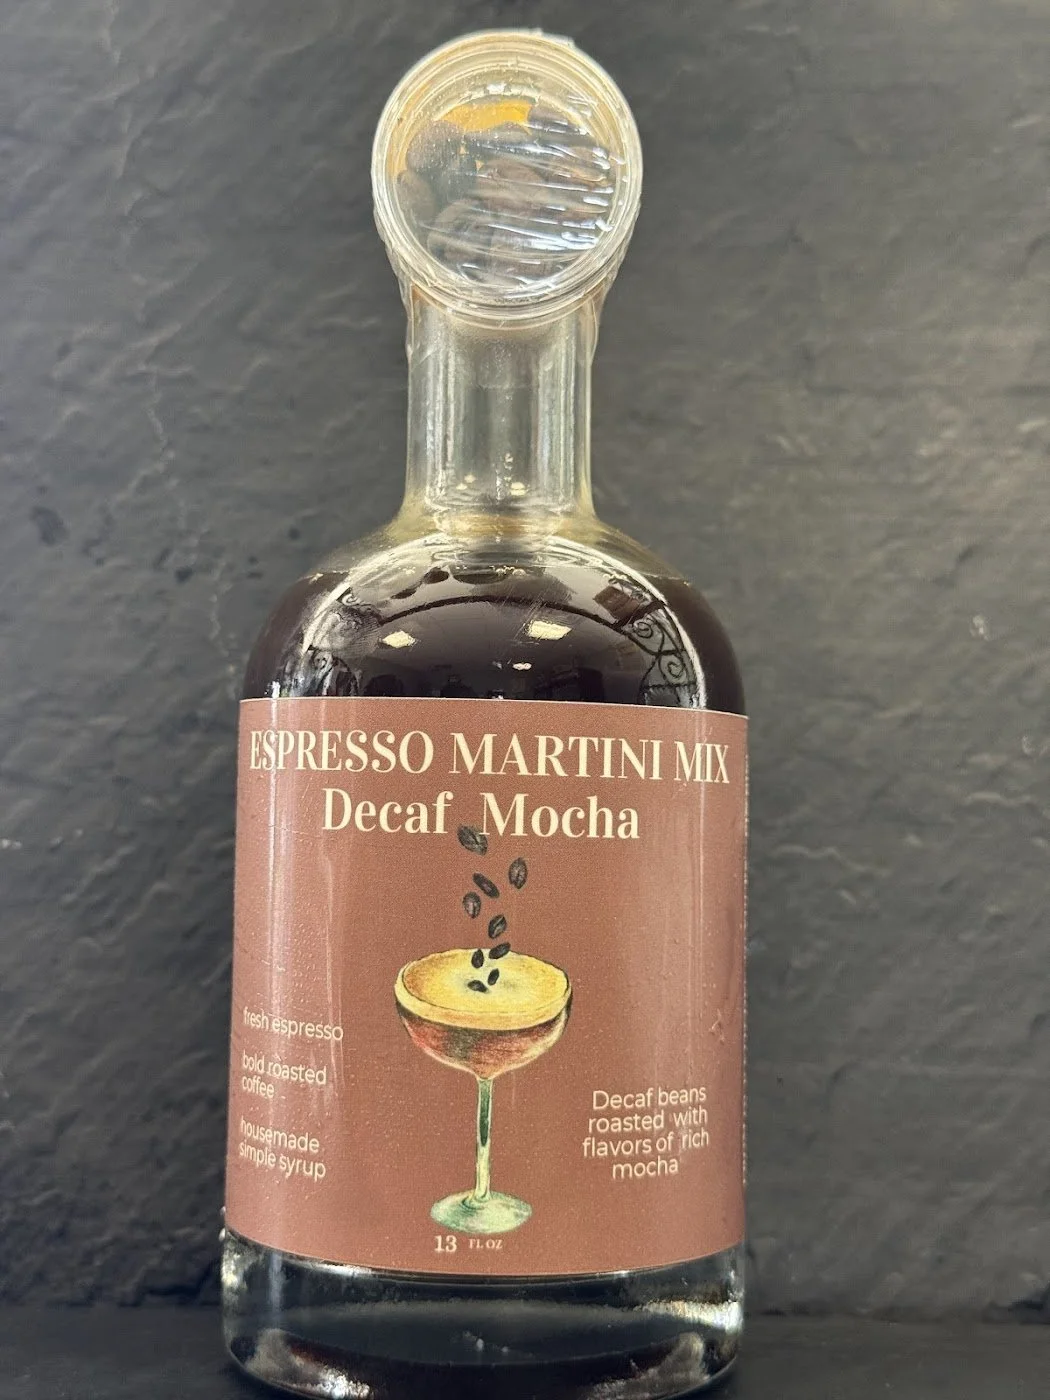 ESPRESSO MARTINI MIX
Decaf Mocha
fresh espresso
bold roasted
coffee
housemade
simple syrup
Decaf beans
roasted with
flavors of rich
mocha
13 FL OZ